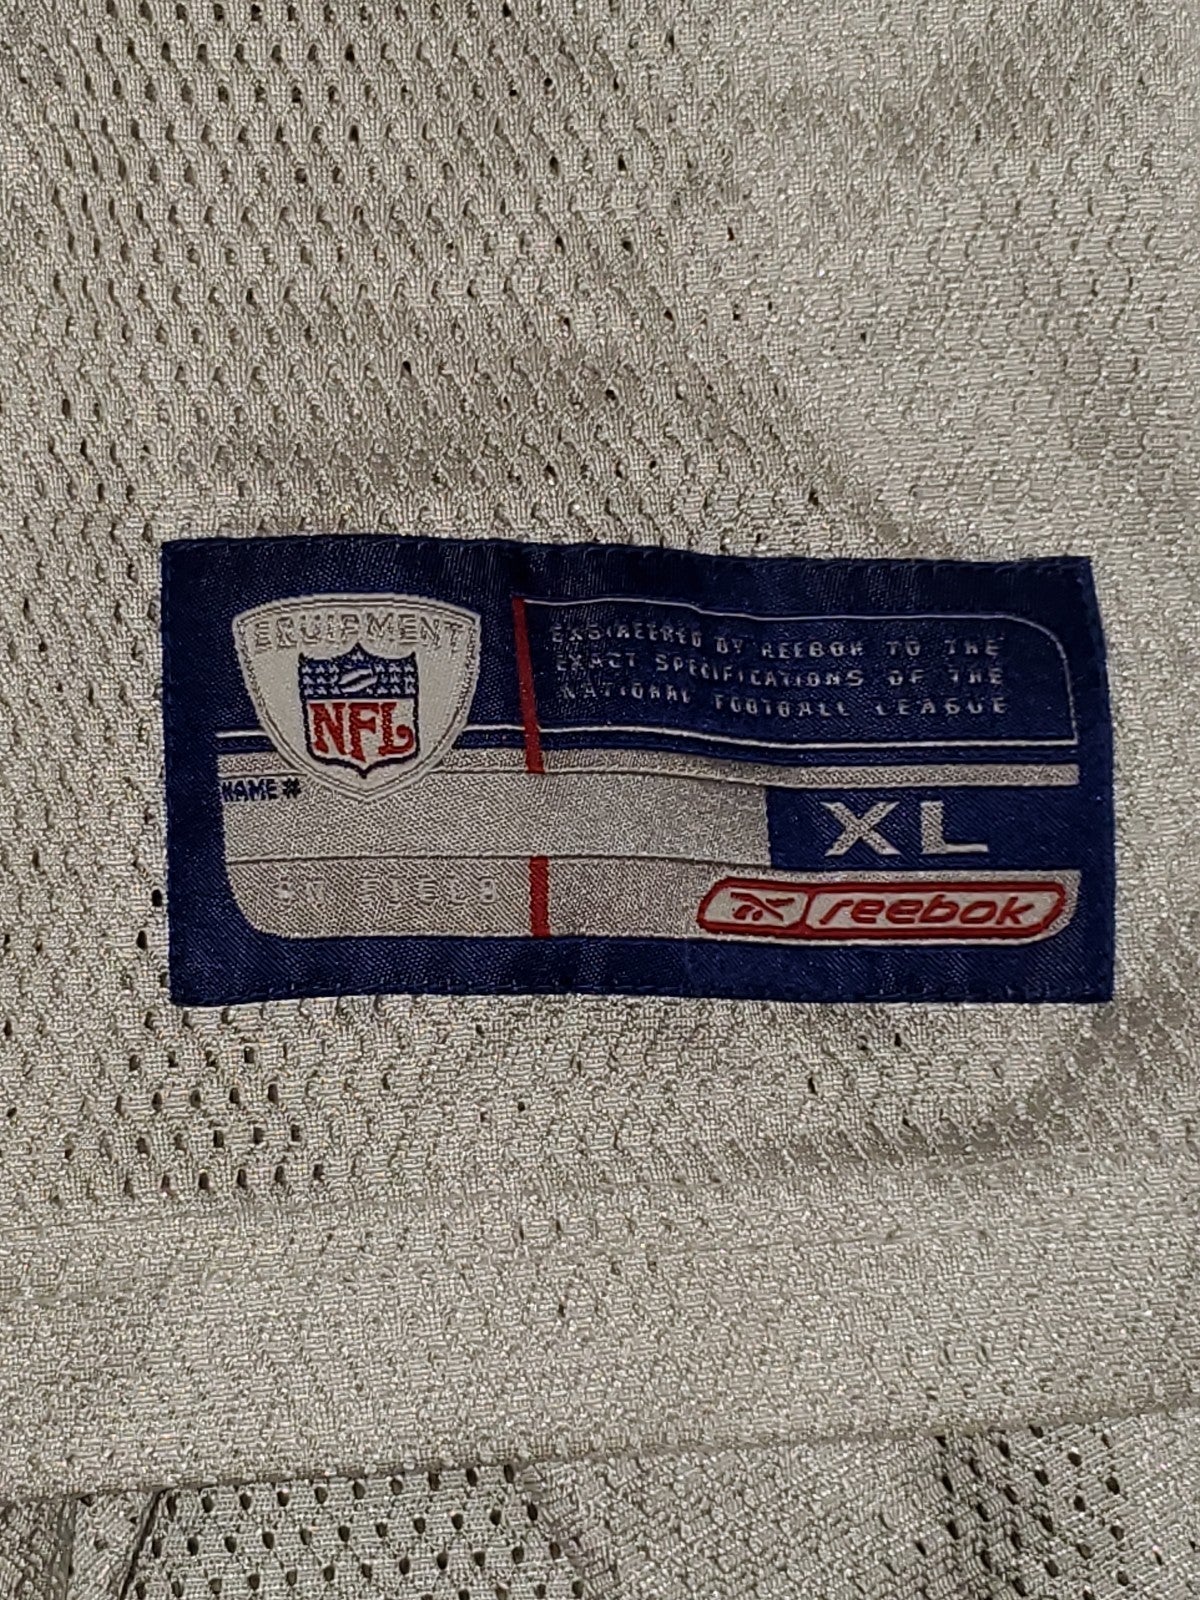 EQUIPMENT
NFL
ENGINEERED BY REEBOK TO THE
EXACT SPECIFICATIONS OF THE
NATIONAL FOOTBALL LEAGUE
NAME #
XL
ON FIELD
reebok